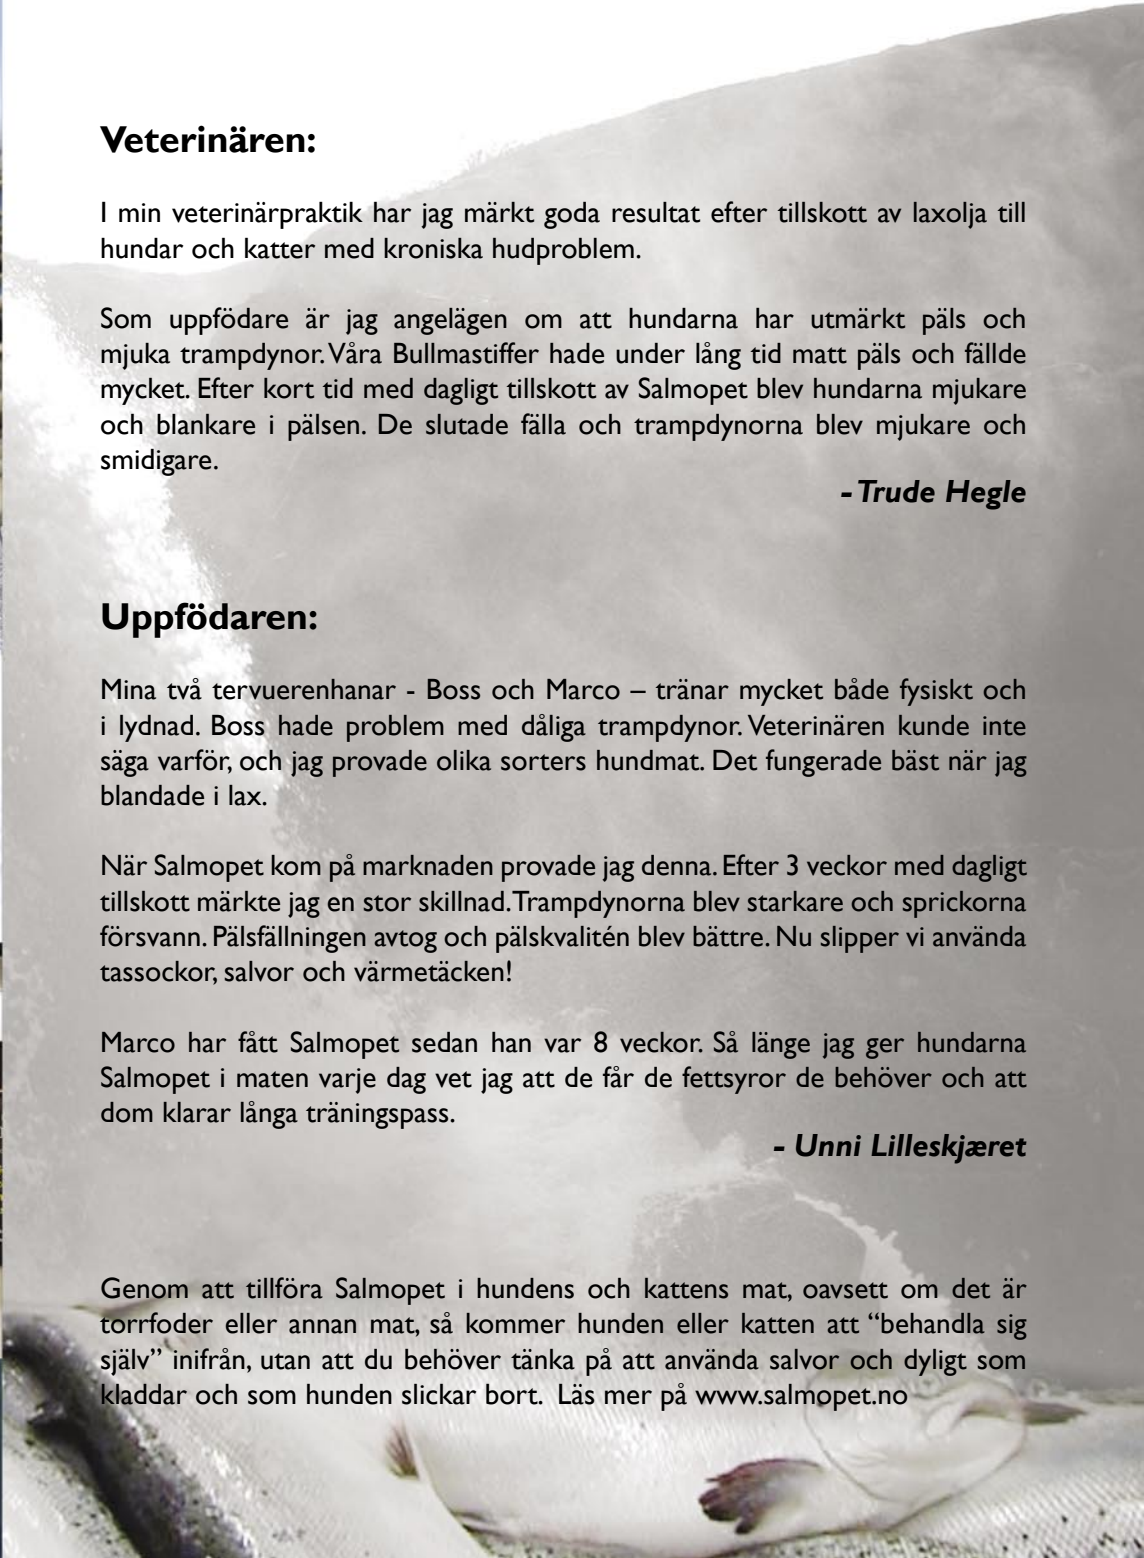 Veterinären:
I min veterinärpraktik har jag märkt goda resultat efter tillskott av laxolja till
hundar och katter med kroniska hudproblem.
Som uppfödare är jag angelägen om att hundarna har utmärkt päls och
mjuka trampdynor. Våra Bullmastiffer hade under lång tid matt päls och fällde
mycket. Efter kort tid med dagligt tillskott av Salmopet blev hundarna mjukare
och blankare i pälsen. De slutade fälla och trampdynorna blev mjukare och
smidigare.
- Trude Hegle
Uppfödaren:
Mina två tervuerenhanar - Boss och Marco – tränar mycket både fysiskt och
i lydnad. Boss hade problem med dåliga trampdynor. Veterinären kunde inte
säga varför, och jag provade olika sorters hundmat. Det fungerade bäst när jag
blandade i lax.
När Salmopet kom på marknaden provade jag denna. Efter 3 veckor med dagligt
tillskott märkte jag en stor skillnad. Trampdynorna blev starkare och sprickorna
försvann. Pälsfällningen avtog och pälskvalitén blev bättre. Nu slipper vi använda
tassockor, salvor och värmetäcken!
Marco har fått Salmopet sedan han var 8 veckor. Så länge jag ger hundarna
Salmopet i maten varje dag vet jag att de får de fettsyror de behöver och att
dom klarar långa träningspass.
- Unni Lilleskjæret
Genom att tillföra Salmopet i hundens och kattens mat, oavsett om det är
torrfoder eller annan mat, så kommer hunden eller katten att “behandla sig
själv” inifrån, utan att du behöver tänka på att använda salvor och dyligt som
kladdar och som hunden slickar bort. Läs mer på www.salmopet.no